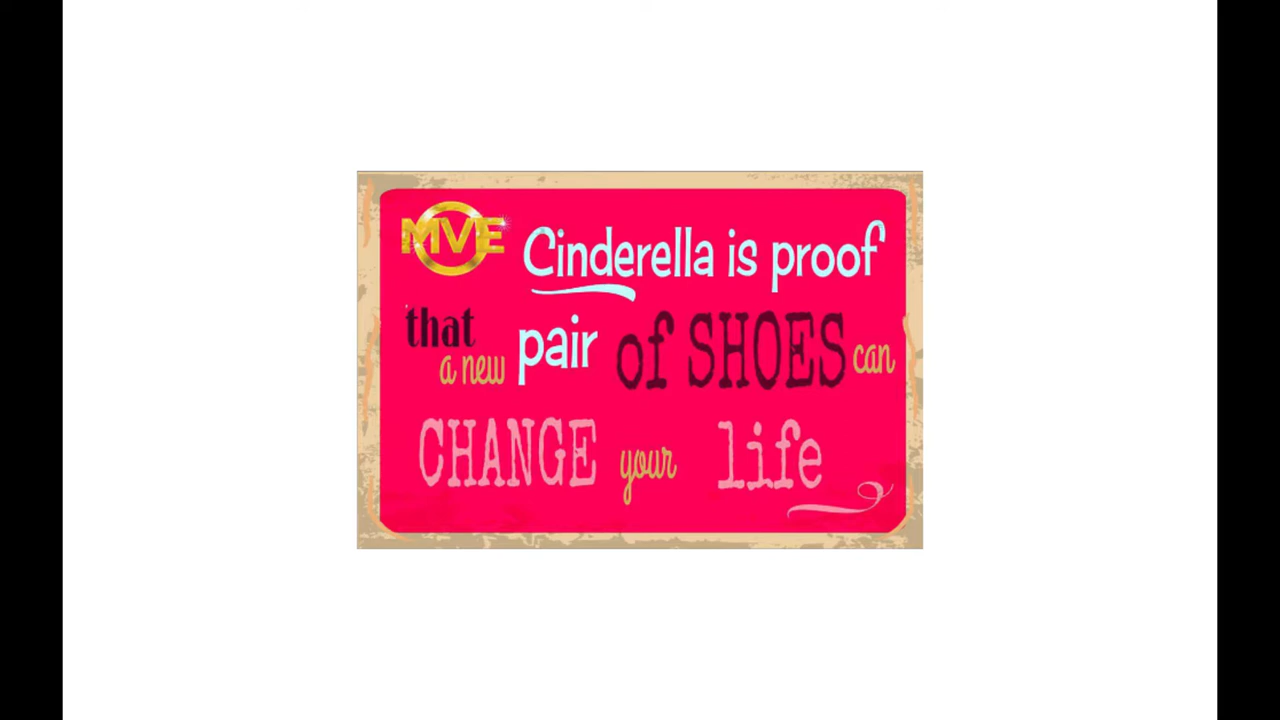 MVE
Cinderella is proof
that a new pair of SHOES can
CHANGE your life